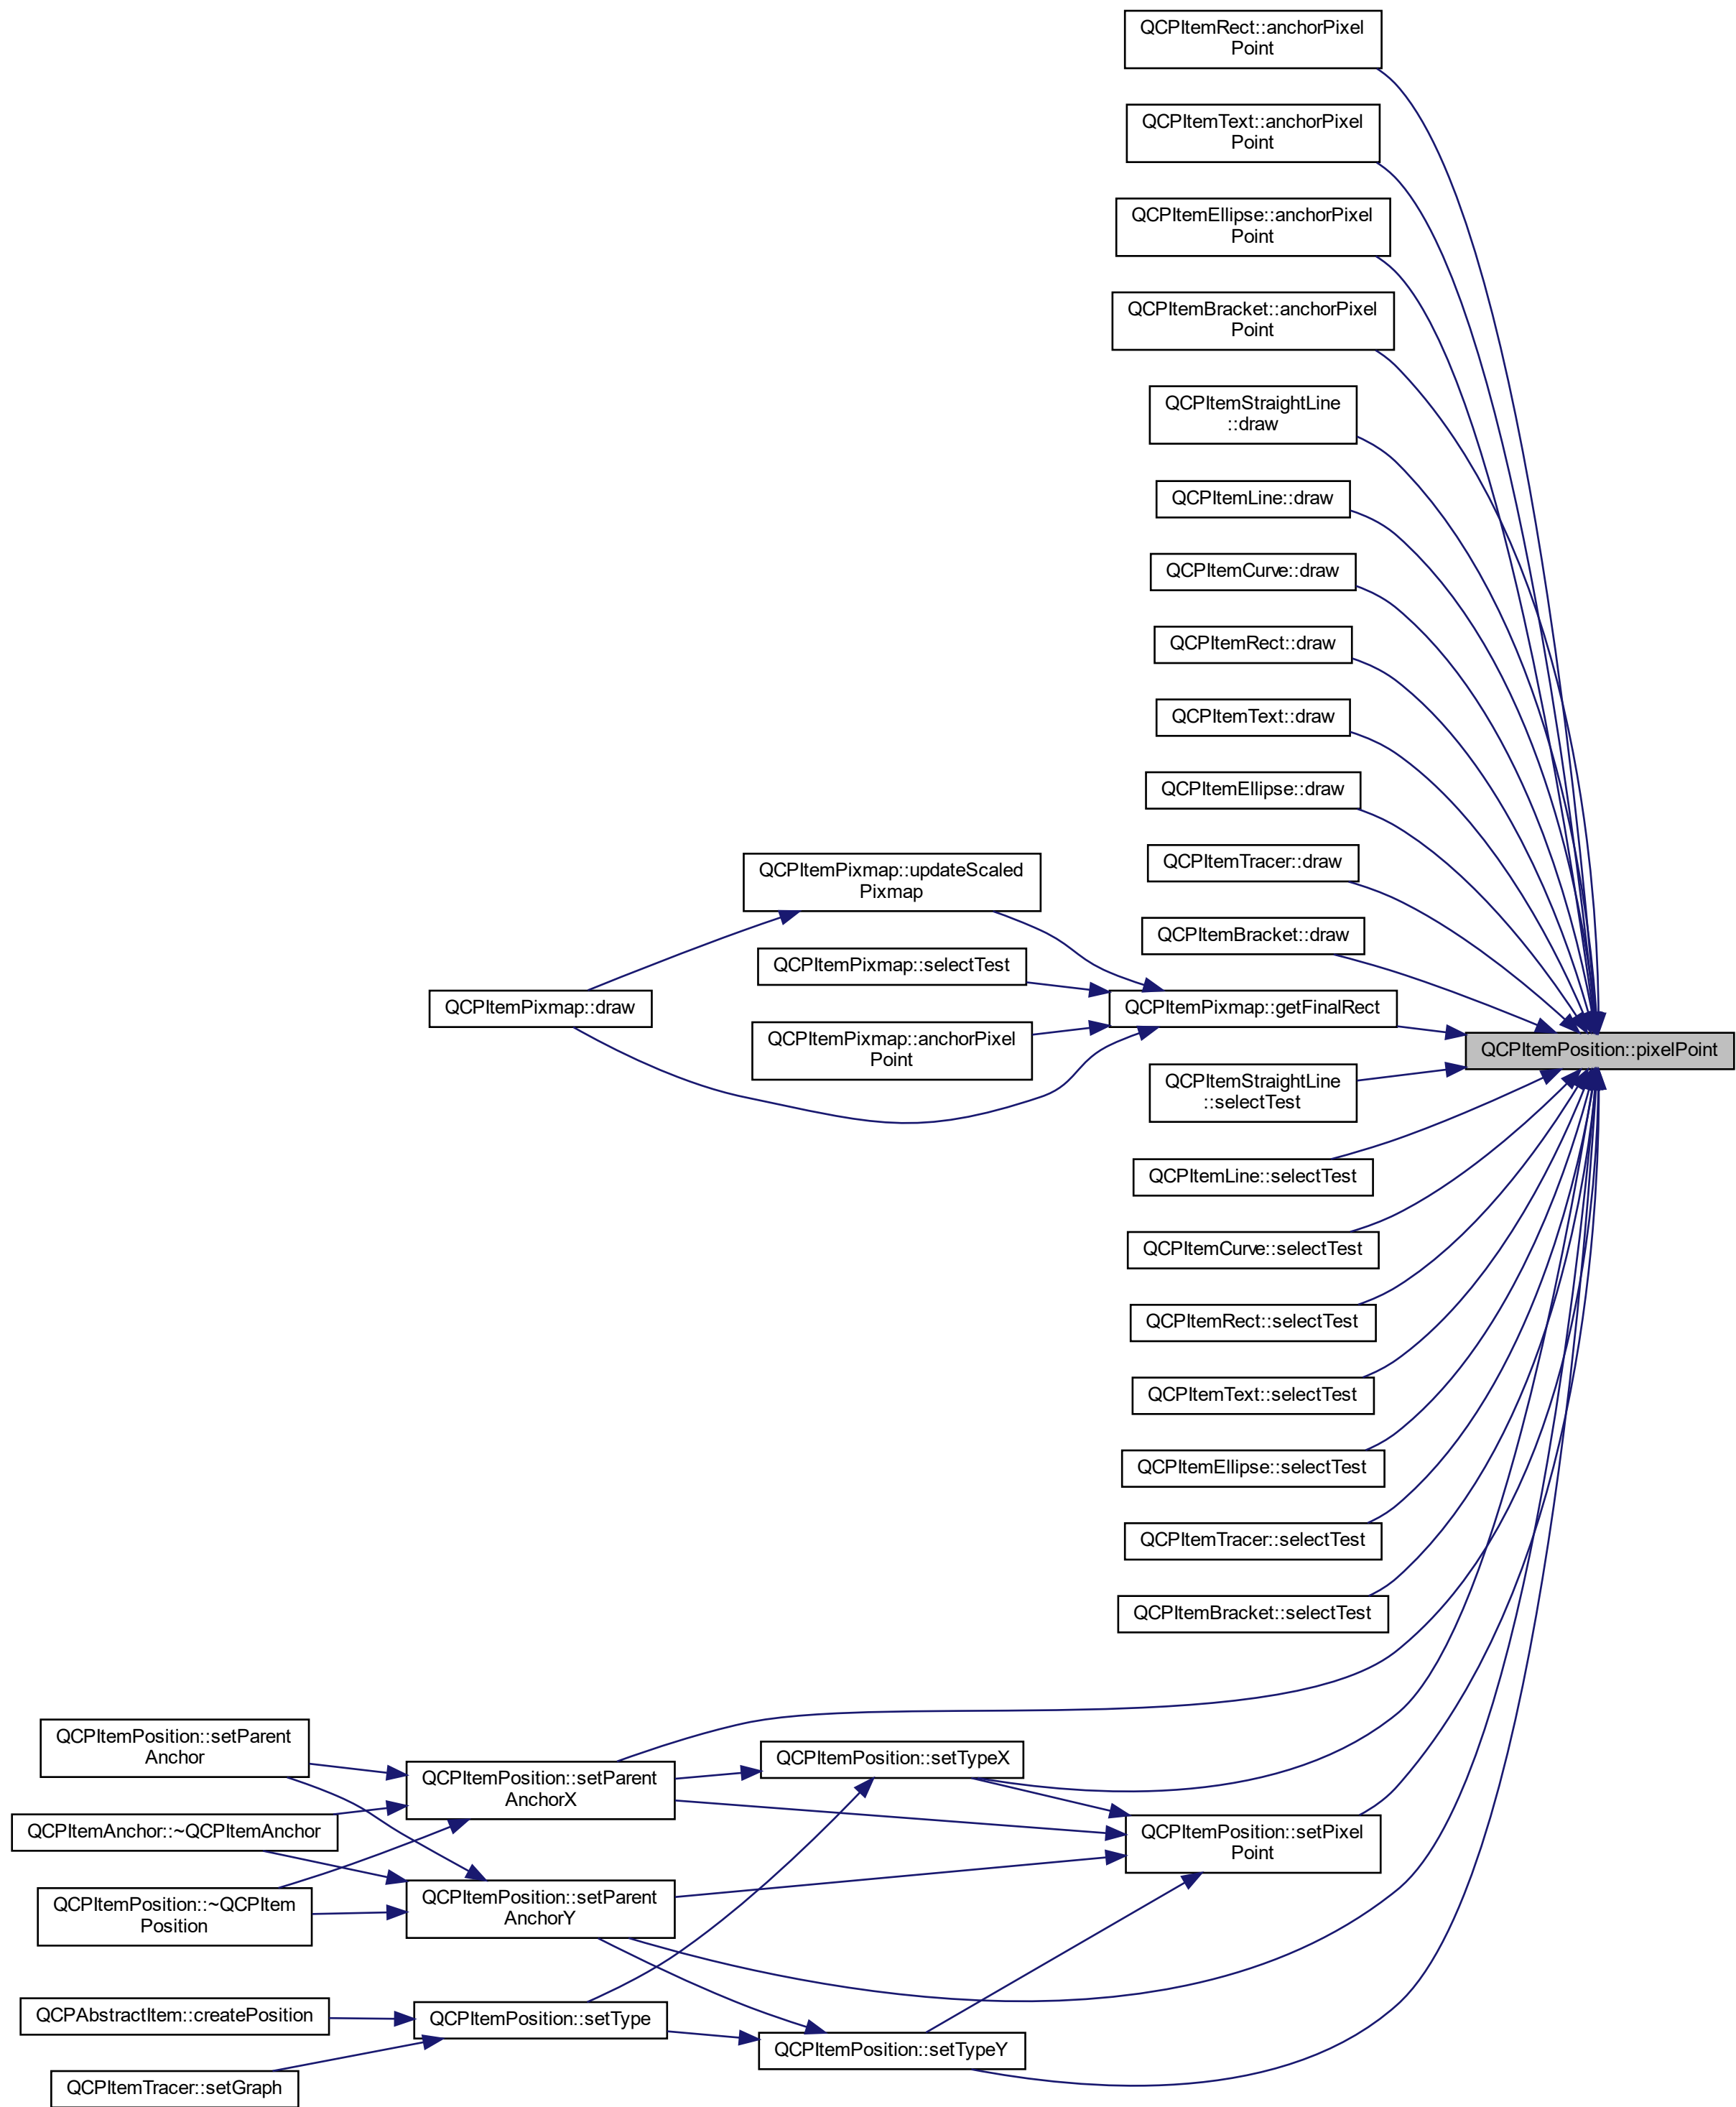 QCPItemRect::anchorPixel
Point
QCPItemText::anchorPixel
Point
QCPItemEllipse::anchorPixel
Point
QCPItemBracket::anchorPixel
Point
QCPItemStraightLine
::draw
QCPItemLine::draw
QCPItemCurve::draw
QCPItemRect::draw
QCPItemText::draw
QCPItemEllipse::draw
QCPItemTracer::draw
QCPItemPixmap::updateScaled
Pixmap
QCPItemBracket::draw
QCPItemPixmap::selectTest
QCPItemPixmap::draw
QCPItemPixmap::getFinalRect
QCPItemPixmap::anchorPixel
Point
QCPItemPosition::pixelPoint
QCPItemStraightLine
::selectTest
QCPItemLine::selectTest
QCPItemCurve::selectTest
QCPItemRect::selectTest
QCPItemText::selectTest
QCPItemEllipse::selectTest
QCPItemTracer::selectTest
QCPItemBracket::selectTest
QCPItemPosition::setParent
Anchor
QCPItemPosition::setTypeX
QCPItemPosition::setParent
AnchorX
QCPItemAnchor::~QCPItemAnchor
QCPItemPosition::setPixel
Point
QCPItemPosition::~QCPItem
Position
QCPItemPosition::setParent
AnchorY
QCPAbstractItem::createPosition
QCPItemPosition::setType
QCPItemPosition::setTypeY
QCPItemTracer::setGraph